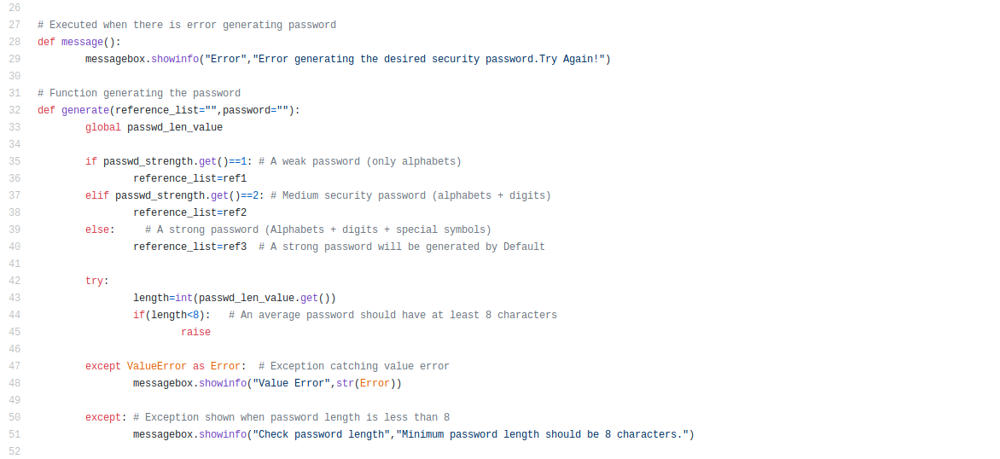 26
27 # Executed when there is error generating password
28 def message():
29 messagebox.showinfo("Error","Error generating the desired security password.Try Again!")
30
31 # Function generating the password
32 def generate(reference_list="",password=""):
33 global passwd_len_value
34
35 if passwd_strength.get()==1: # A weak password (only alphabets)
36 reference_list=ref1
37 elif passwd_strength.get()==2: # Medium security password (alphabets + digits)
38 reference_list=ref2
39 else: # A strong password (Alphabets + digits + special symbols)
40 reference_list=ref3 # A strong password will be generated by Default
41
42 try:
43 length=int(passwd_len_value.get())
44 if(length<8): # An average password should have at least 8 characters
45 raise
46
47 except ValueError as Error: # Exception catching value error
48 messagebox.showinfo("Value Error",str(Error))
49
50 except: # Exception shown when password length is less than 8
51 messagebox.showinfo("Check password length","Minimum password length should be 8 characters.")
52